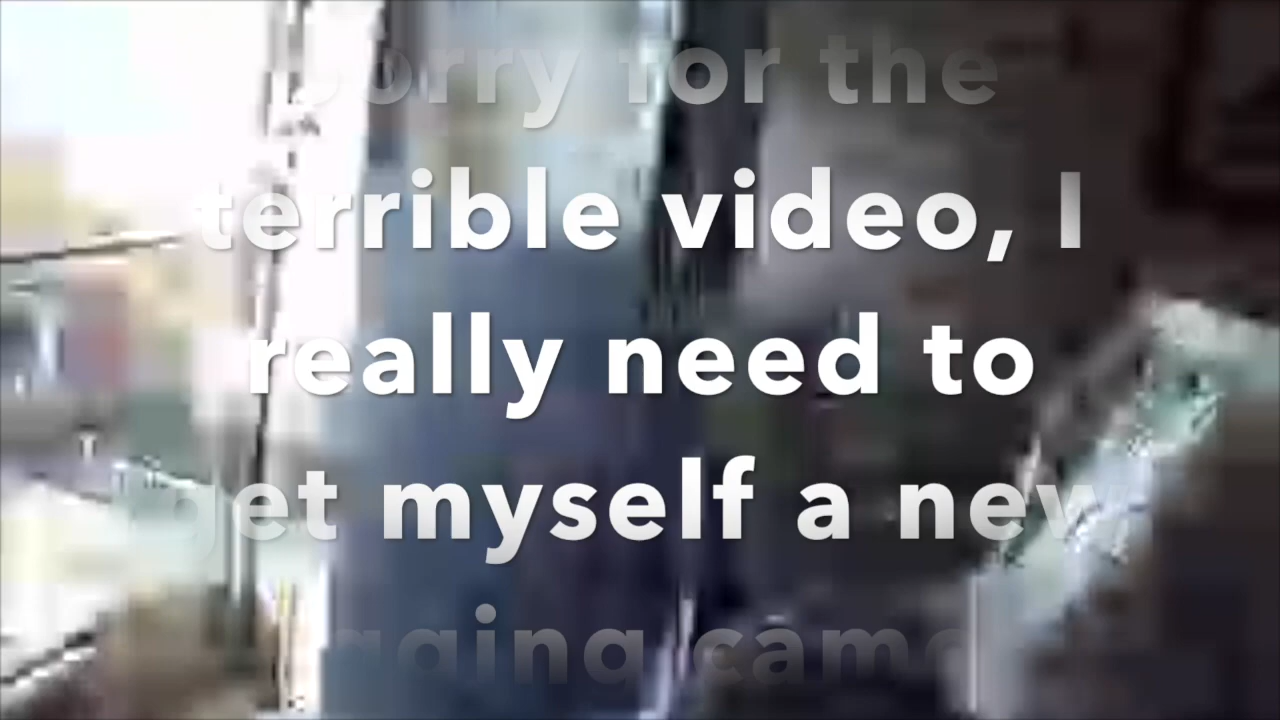 Sorry for the
terrible video, I
really need to
get myself a new